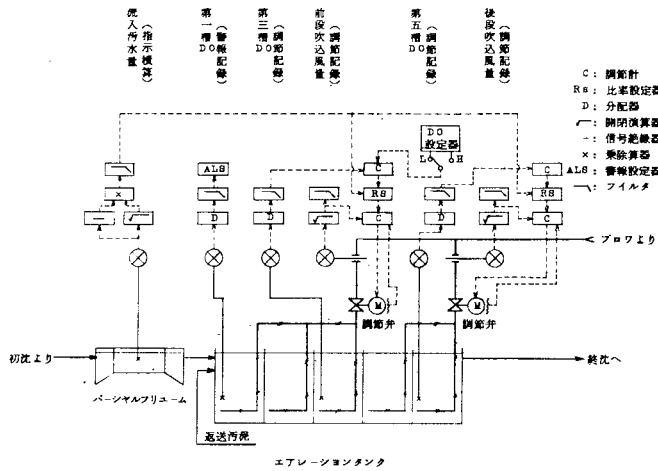 流入汚水量
（指示積算）
第一槽DO
（警報記録）
第三槽DO
（調節記録）
前段吹込風量
（調節記録）
第五槽DO
（調節記録）
後段吹込風量
（調節記録）
C : 調節計
Rs : 比率設定器
D : 分配器
: 開閉演算器
− : 信号絶縁器
× : 乗除算器
ALS : 警報設定器
: フィルタ
DO
設定器
L H
ALS C C
× RS RS
− D D C D C
ブロワより
M M
調節弁 調節弁
初沈より
終沈へ
パーシャルフリューム
返送汚泥
エアレーションタンク